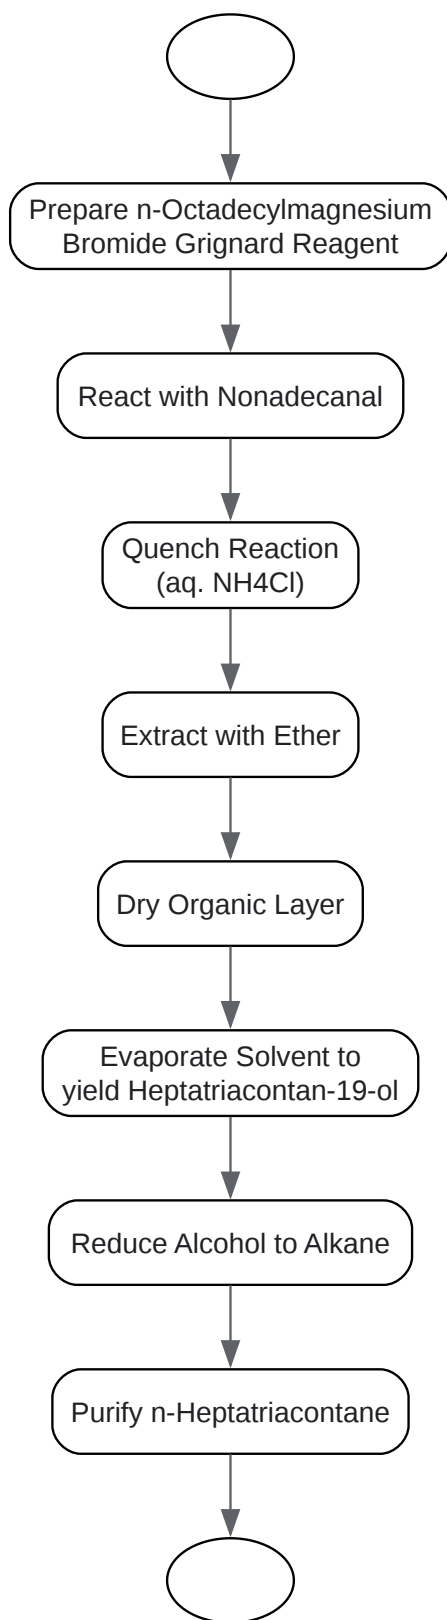 Prepare n-Octadecylmagnesium
Bromide Grignard Reagent
React with Nonadecanal
Quench Reaction
(aq. NH4Cl)
Extract with Ether
Dry Organic Layer
Evaporate Solvent to
yield Heptatriacontan-19-ol
Reduce Alcohol to Alkane
Purify n-Heptatriacontane